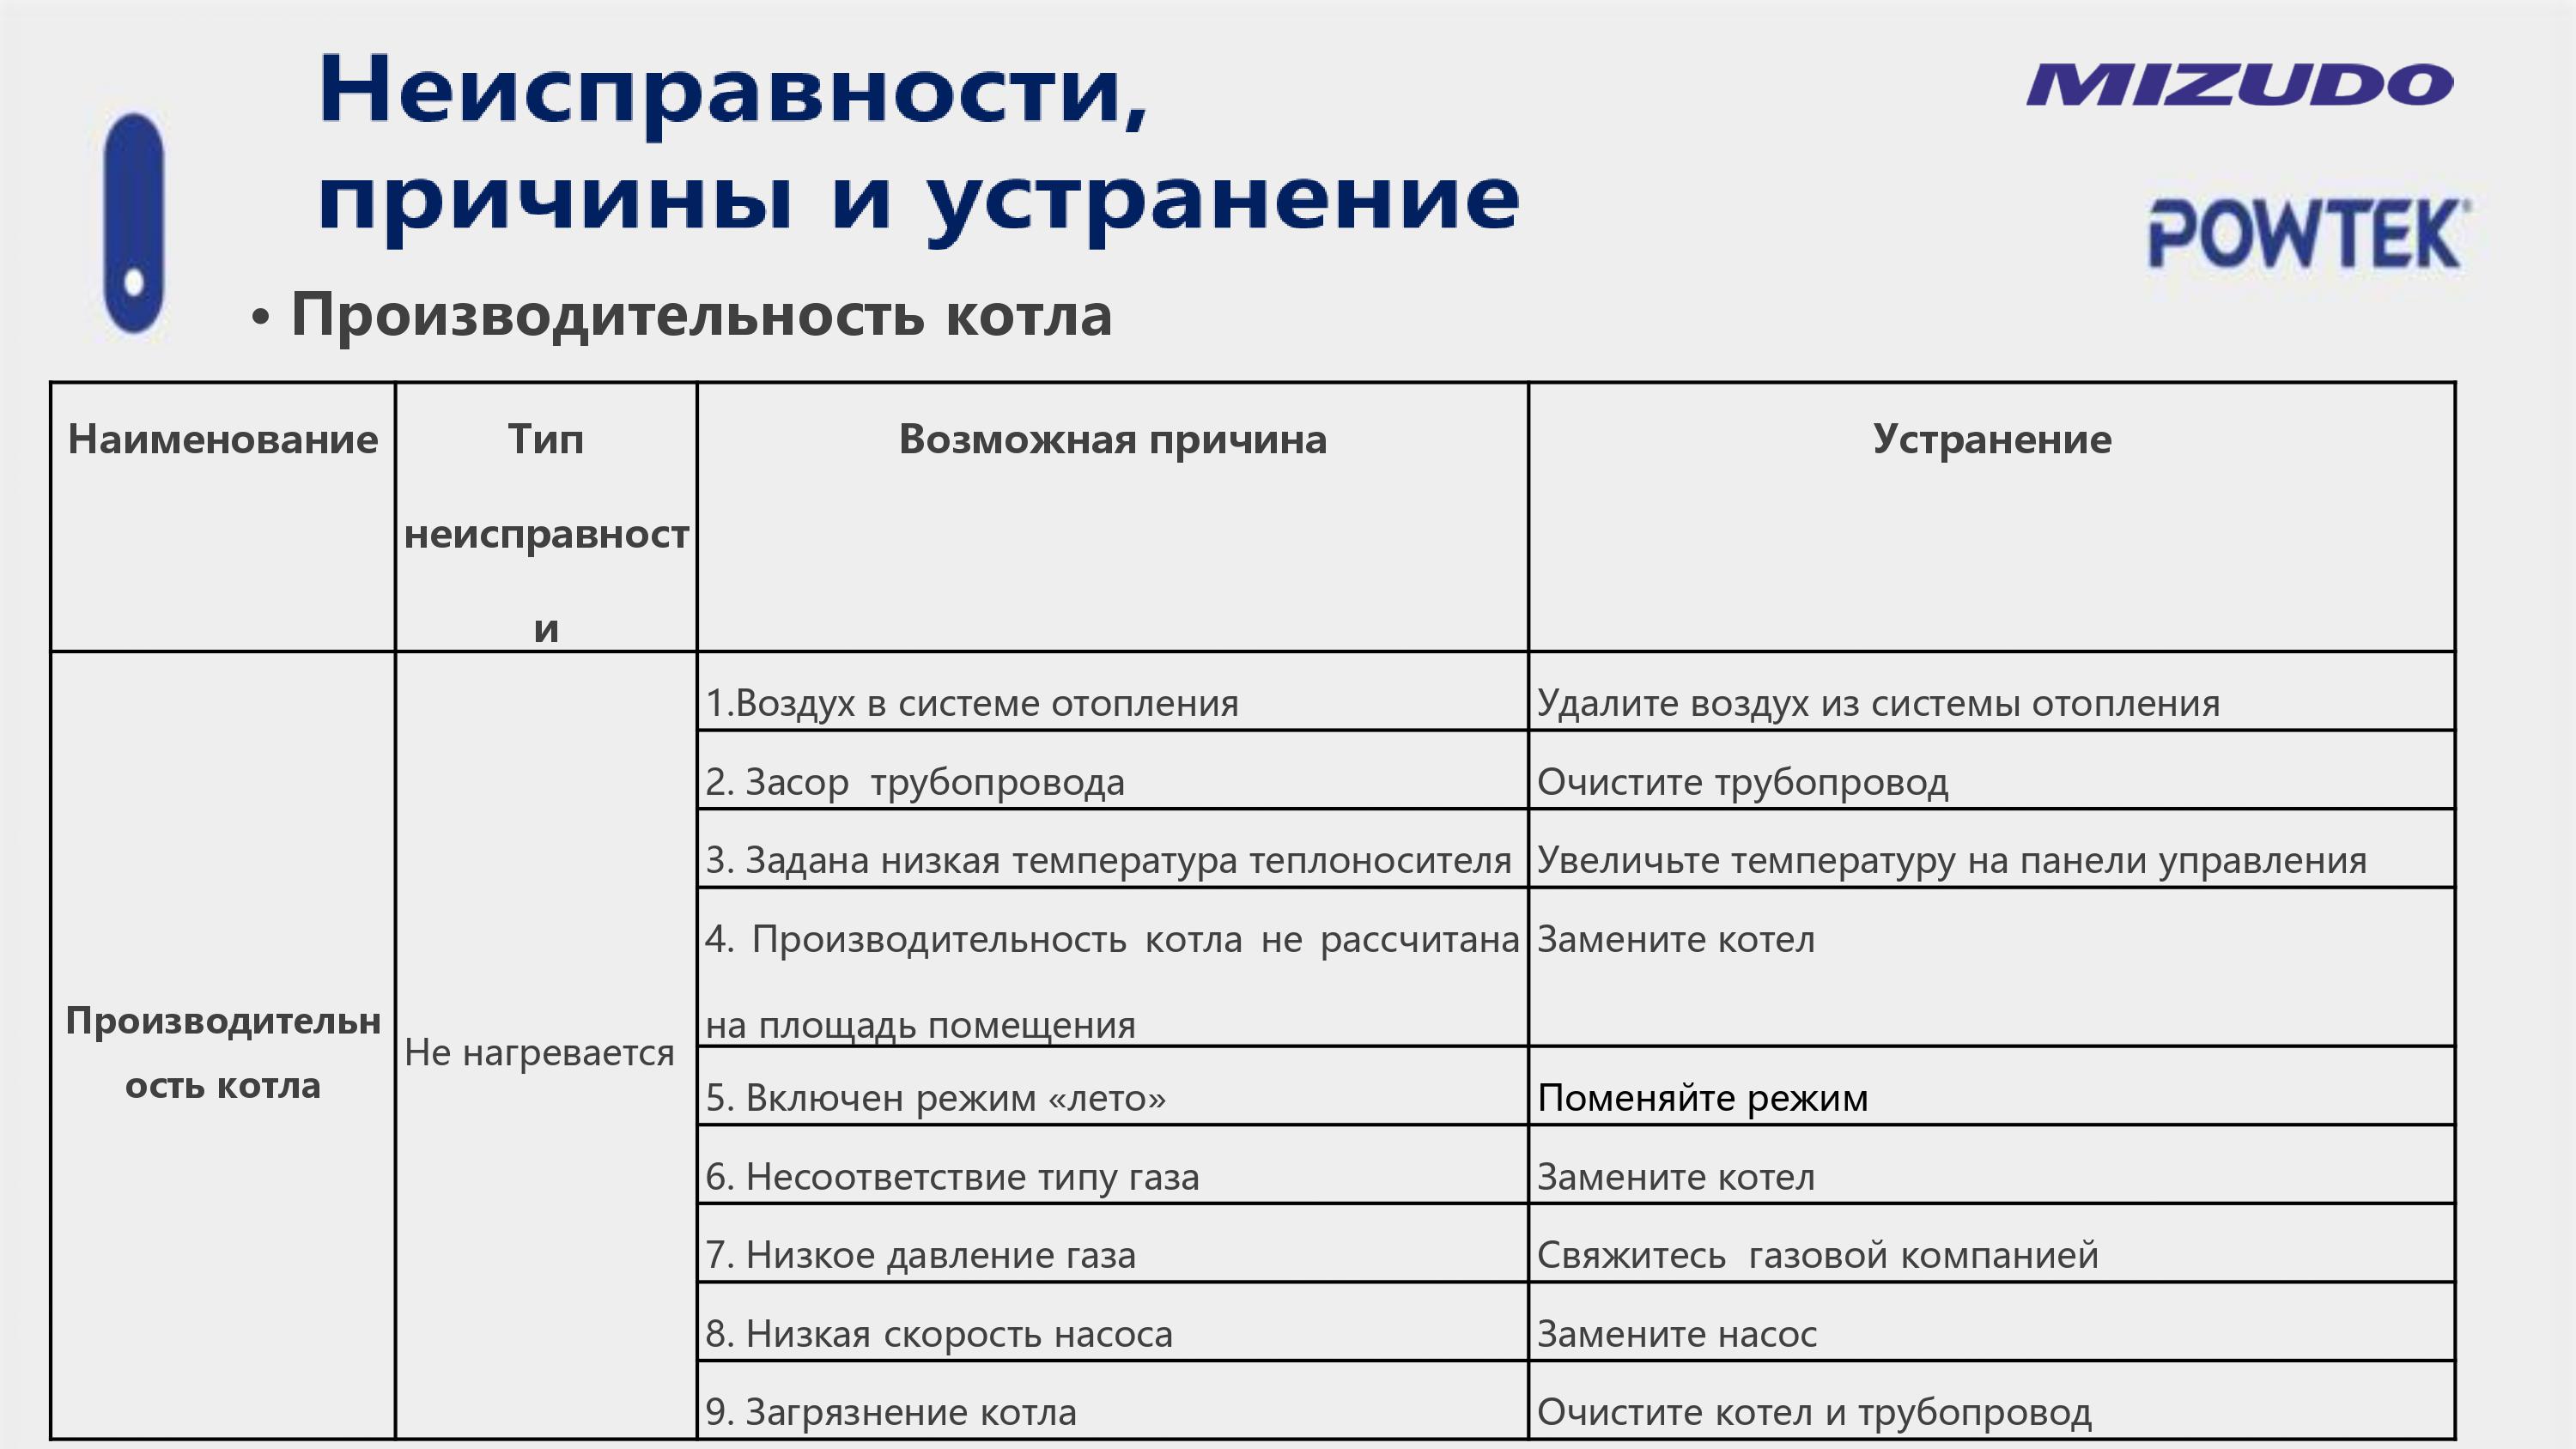 Неисправности,
причины и устранение
MIZUDO
POWTEK®
• Производительность котла
Наименование
Тип
неисправност
и
Возможная причина
Устранение
Производительн
ость котла
Не нагревается
1.Воздух в системе отопления
Удалите воздух из системы отопления
2. Засор  трубопровода
Очистите трубопровод
3. Задана низкая температура теплоносителя
Увеличьте температуру на панели управления
4. Производительность котла не рассчитана
на площадь помещения
Замените котел
5. Включен режим «лето»
Поменяйте режим
6. Несоответствие типу газа
Замените котел
7. Низкое давление газа
Свяжитесь  газовой компанией
8. Низкая скорость насоса
Замените насос
9. Загрязнение котла
Очистите котел и трубопровод